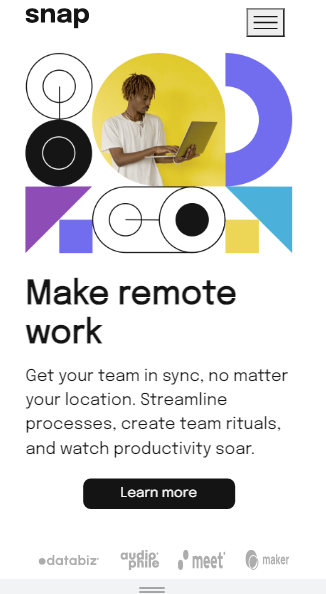 snap
Make remote
work
Get your team in sync, no matter
your location. Streamline
processes, create team rituals,
and watch productivity soar.
Learn more
databiz
audio
phile
meet
maker